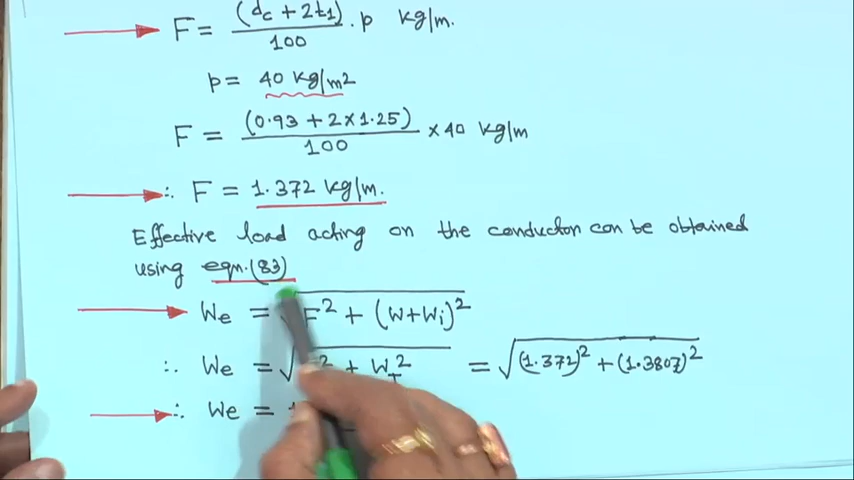 F = (dc + 2t1)/100 . p kg/m.
p = 40 kg/m2
F = (0.93 + 2×1.25)/100 × 40 kg/m
∴ F = 1.372 kg/m.
Effective load acting on the conductor can be obtained
using eqn.(83)
We = √F² + (W+Wi)²
∴ We = √ ² + WT² = √(1.372)² + (1.3807)²
∴ We =